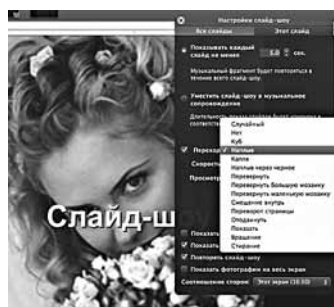 Настройки слайд-шоу
Все слайды Этот слайд
Показывать каждый
слайд не менее 5.0 сек.
Музыкальный фрагмент будет повторяться в
течение всего слайд-шоу.
Уместить слайд-шоу в музыкальное
сопровождение
Случайный
Нет
Куб
Переход
Наплыв
Капля
Наплыв через черное
Перевернуть
Перевернуть большую мозаику
Перевернуть маленькую мозаику
Смещение внутрь
Переворот страницы
Отодвинуть
Показать
Вращение
Стирание
Слайд-ш
Показать
Показать
Повторять слайд-шоу
Показать фотографии на весь экран
Соотношение сторон: Этот экран (16:10)